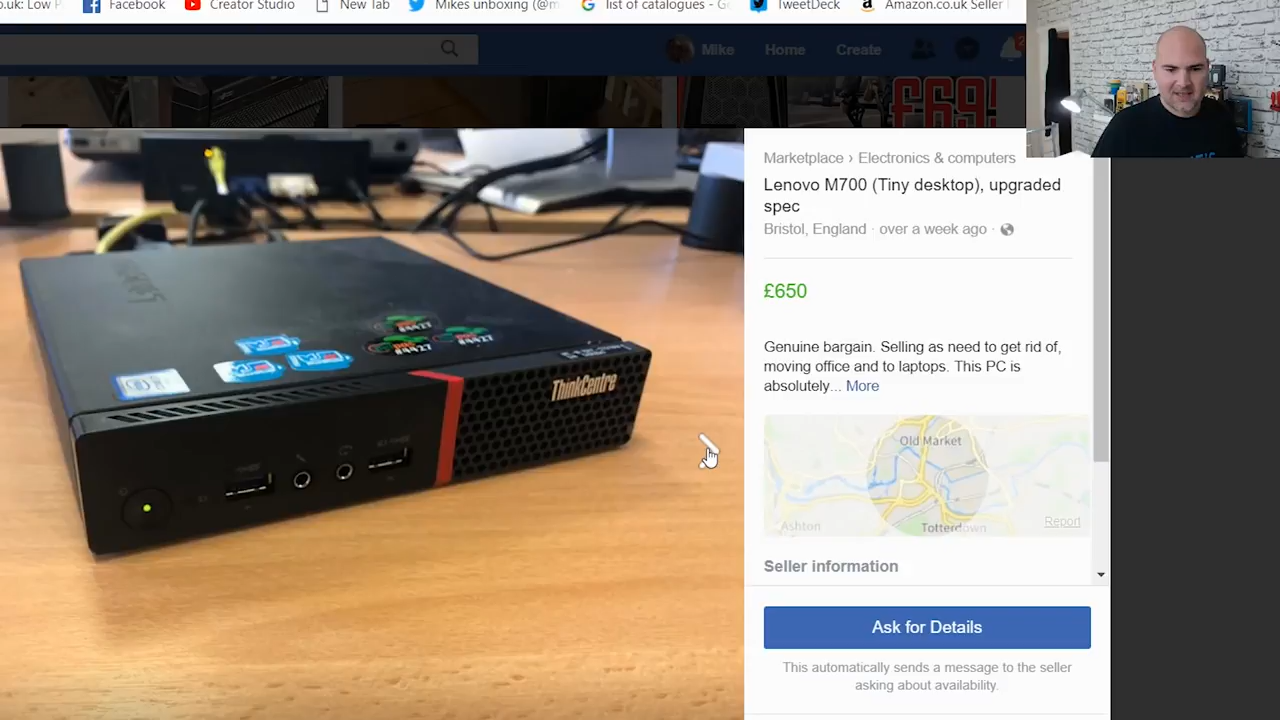 o.uk: Low P
Facebook
Creator Studio
New Tab
Mikes unboxing (@m
list of catalogues - G
TweetDeck
Amazon.co.uk Seller
Mike
Home
Create
2
£69!
Marketplace › Electronics & computers
Lenovo M700 (Tiny desktop), upgraded
spec
Bristol, England · over a week ago ·
£650
Genuine bargain. Selling as need to get rid of,
moving office and to laptops. This PC is
absolutely... More
Old Market
Ashton
Totterdown
Report
Seller information
Ask for Details
This automatically sends a message to the seller
asking about availability.
Lenovo
ThinkCentre